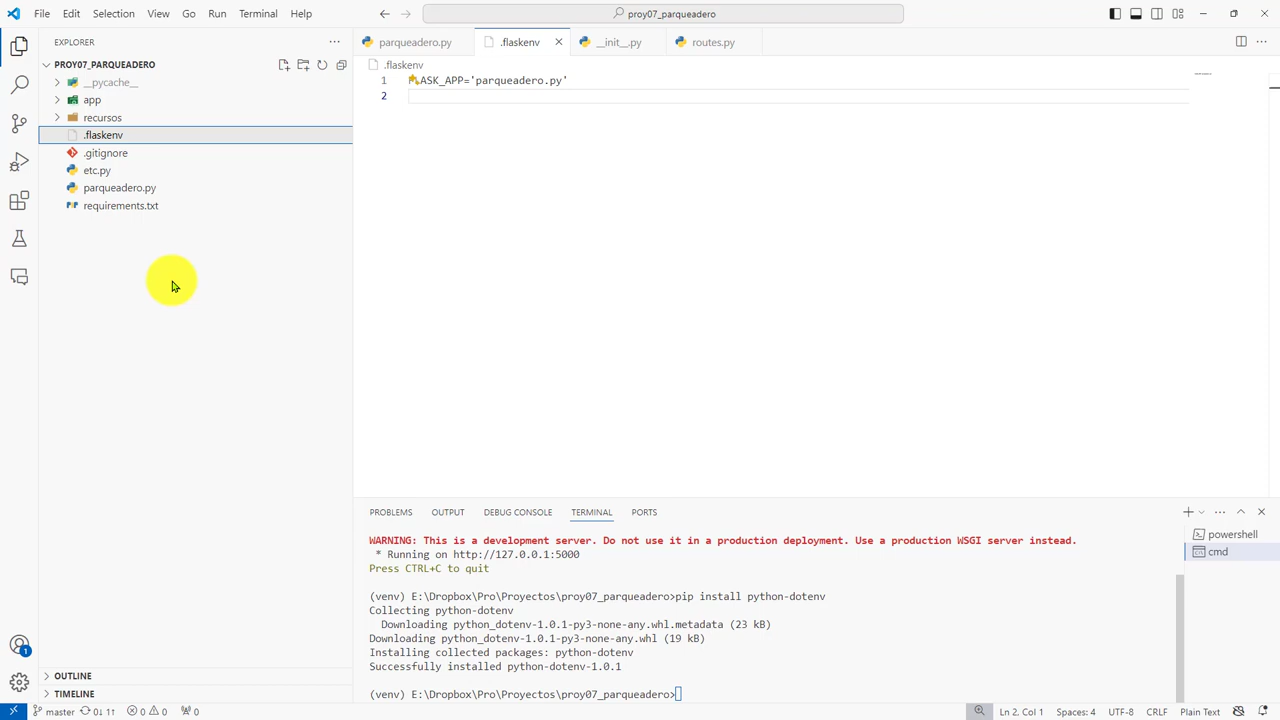 File Edit Selection View Go Run Terminal Help
proy07_parqueadero
EXPLORER
PROY07_PARQUEADERO
__pycache__
app
recursos
.flaskenv
.gitignore
etc.py
parqueadero.py
requirements.txt
OUTLINE
TIMELINE
parqueadero.py
.flaskenv
__init__.py
routes.py
.flaskenv
1 LASK_APP='parqueadero.py'
2
PROBLEMS OUTPUT DEBUG CONSOLE TERMINAL PORTS
WARNING: This is a development server. Do not use it in a production deployment. Use a production WSGI server instead.
* Running on http://127.0.0.1:5000
Press CTRL+C to quit
(venv) E:\Dropbox\Pro\Proyectos\proy07_parqueadero>pip install python-dotenv
Collecting python-dotenv
Downloading python_dotenv-1.0.1-py3-none-any.whl.metadata (23 kB)
Downloading python_dotenv-1.0.1-py3-none-any.whl (19 kB)
Installing collected packages: python-dotenv
Successfully installed python-dotenv-1.0.1
(venv) E:\Dropbox\Pro\Proyectos\proy07_parqueadero>
powershell
cmd
1
master 0↓ 1↑ 0 0 0 Ln 2, Col 1 Spaces: 4 UTF-8 CRLF Plain Text